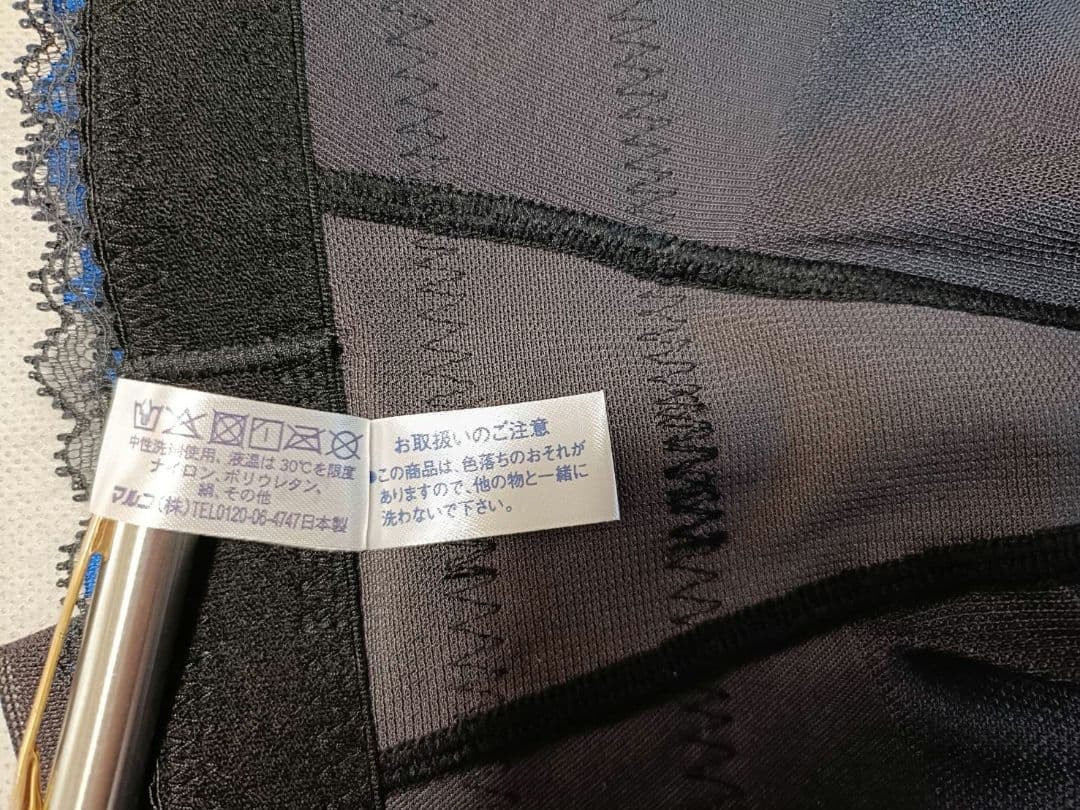 中性洗剤使用、液温は30℃を限度
ナイロン、ポリウレタン、
綿、その他
マルコ(株)TEL0120-06-4747日本製
お取扱いのご注意
●この商品は、色落ちのおそれが
ありますので、他の物と一緒に
洗わないで下さい。